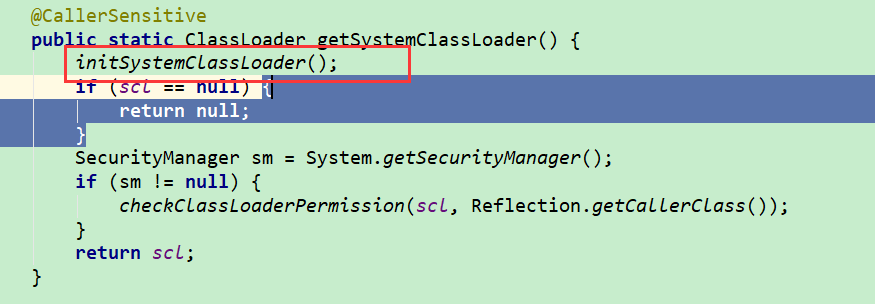 @CallerSensitive
public static ClassLoader getSystemClassLoader() {
    initSystemClassLoader();
    if (scl == null) {
        return null;
    }
    SecurityManager sm = System.getSecurityManager();
    if (sm != null) {
        checkClassLoaderPermission(scl, Reflection.getCallerClass());
    }
    return scl;
}